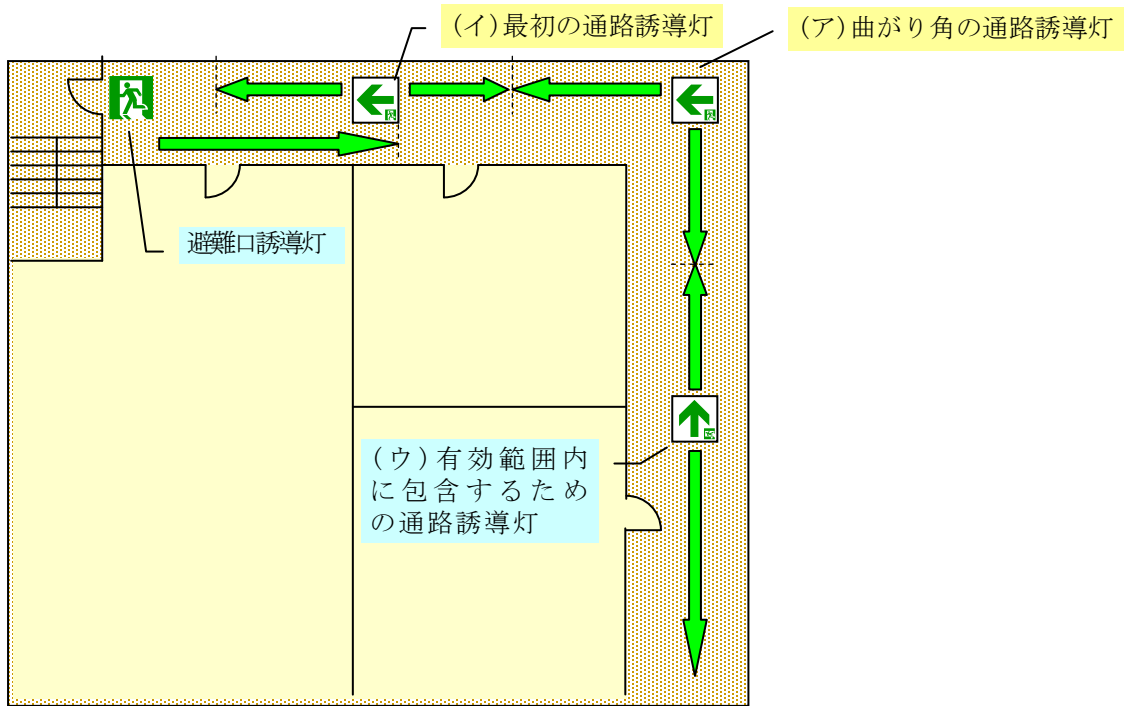 (イ)最初の通路誘導灯
(ア)曲がり角の通路誘導灯
避難口誘導灯
(ウ)有効範囲内
に包含するため
の通路誘導灯